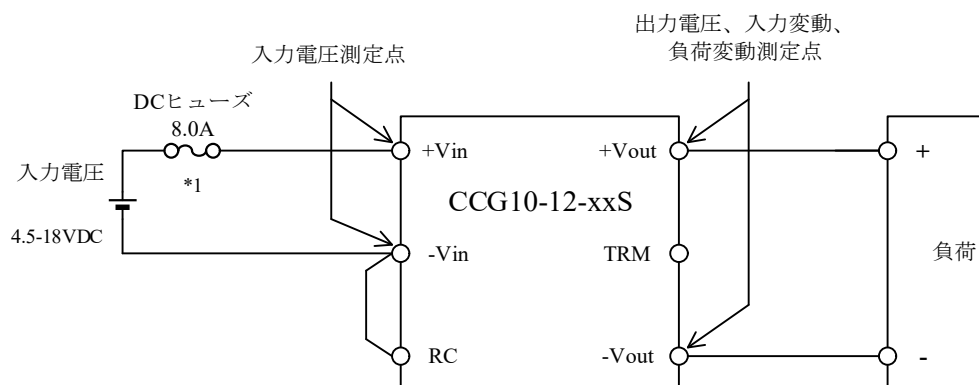 出力電圧、入力変動、
負荷変動測定点
入力電圧測定点
DCヒューズ
8.0A
*1
入力電圧
4.5-18VDC
+Vin
+Vout
+
CCG10-12-xxS
-Vin
TRM
負荷
RC
-Vout
-